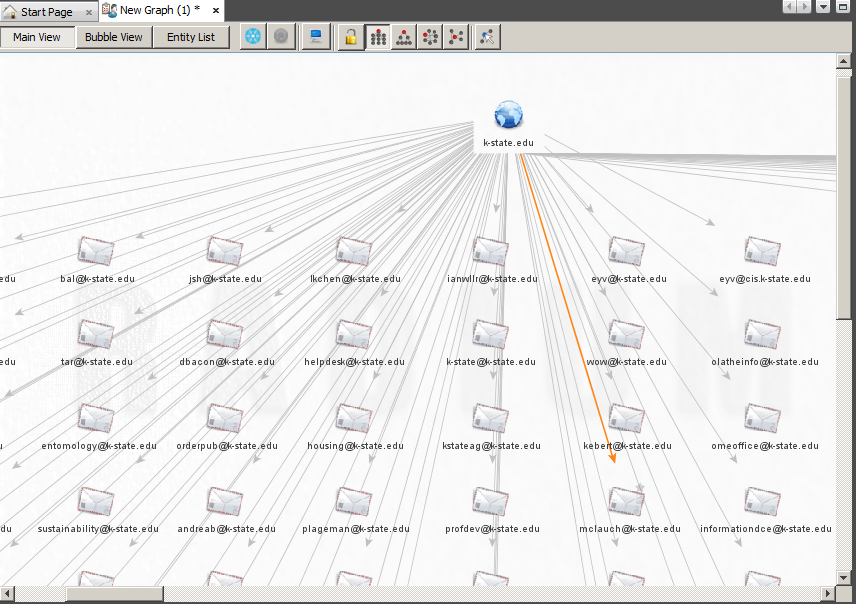 Start Page
New Graph (1) *
Main View
Bubble View
Entity List
k-state.edu
edu
bal@k-state.edu
jsh@k-state.edu
lkchen@k-state.edu
ianwllr@k-state.edu
eyv@k-state.edu
eyv@cis.k-state.edu
edu
tar@k-state.edu
dbacon@k-state.edu
helpdesk@k-state.edu
k-state@k-state.edu
wow@k-state.edu
olatheinfo@k-state.edu
entomology@k-state.edu
orderpub@k-state.edu
housing@k-state.edu
kstateag@k-state.edu
kebert@k-state.edu
omeoffice@k-state.edu
du
sustainability@k-state.edu
andreab@k-state.edu
plageman@k-state.edu
profdev@k-state.edu
mclauch@k-state.edu
informationdce@k-state.edu